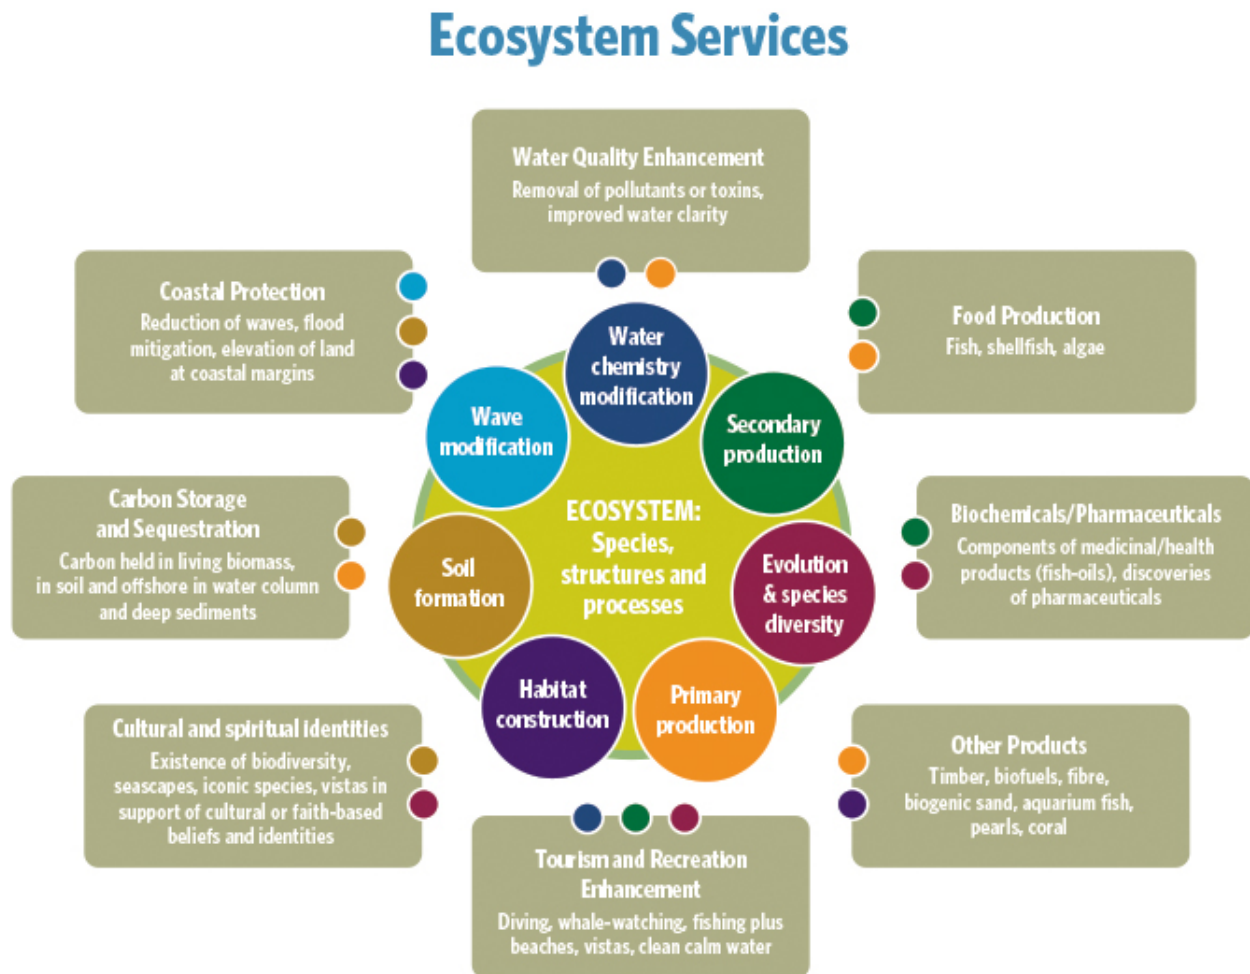 Ecosystem Services
Water Quality Enhancement
Removal of pollutants or toxins,
improved water clarity
Coastal Protection
Reduction of waves, flood
mitigation, elevation of land
at coastal margins
Food Production
Fish, shellfish, algae
Water
chemistry
modification
Wave
modification
Secondary
production
Carbon Storage
and Sequestration
Carbon held in living biomass,
in soil and offshore in water column
and deep sediments
Soil
formation
ECOSYSTEM:
Species,
structures and
processes
Evolution
& species
diversity
Biochemicals/Pharmaceuticals
Components of medicinal/health
products (fish-oils), discoveries
of pharmaceuticals
Habitat
construction
Primary
production
Cultural and spiritual identities
Existence of biodiversity,
seascapes, iconic species, vistas in
support of cultural or faith-based
beliefs and identities
Other Products
Timber, biofuels, fibre,
biogenic sand, aquarium fish,
pearls, coral
Tourism and Recreation
Enhancement
Diving, whale-watching, fishing plus
beaches, vistas, clean calm water